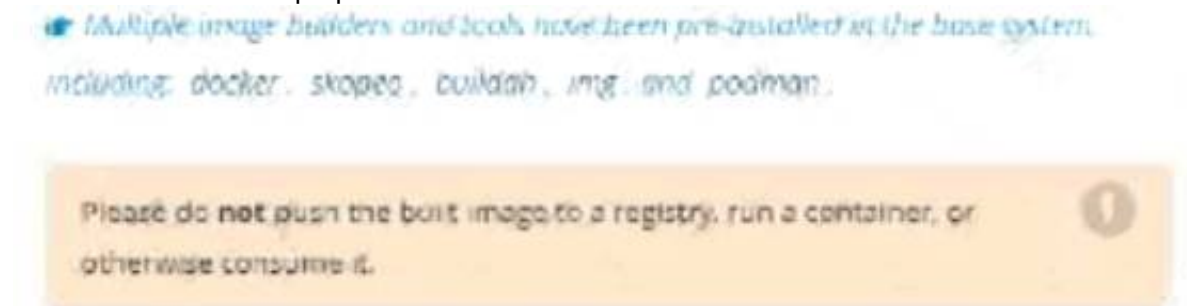 Multiple image builders and tools have been pre-installed in the base system,
including: docker, skopeo, buildah, img, and podman.
Please do not push the built image to a registry, run a container, or
otherwise consume it.